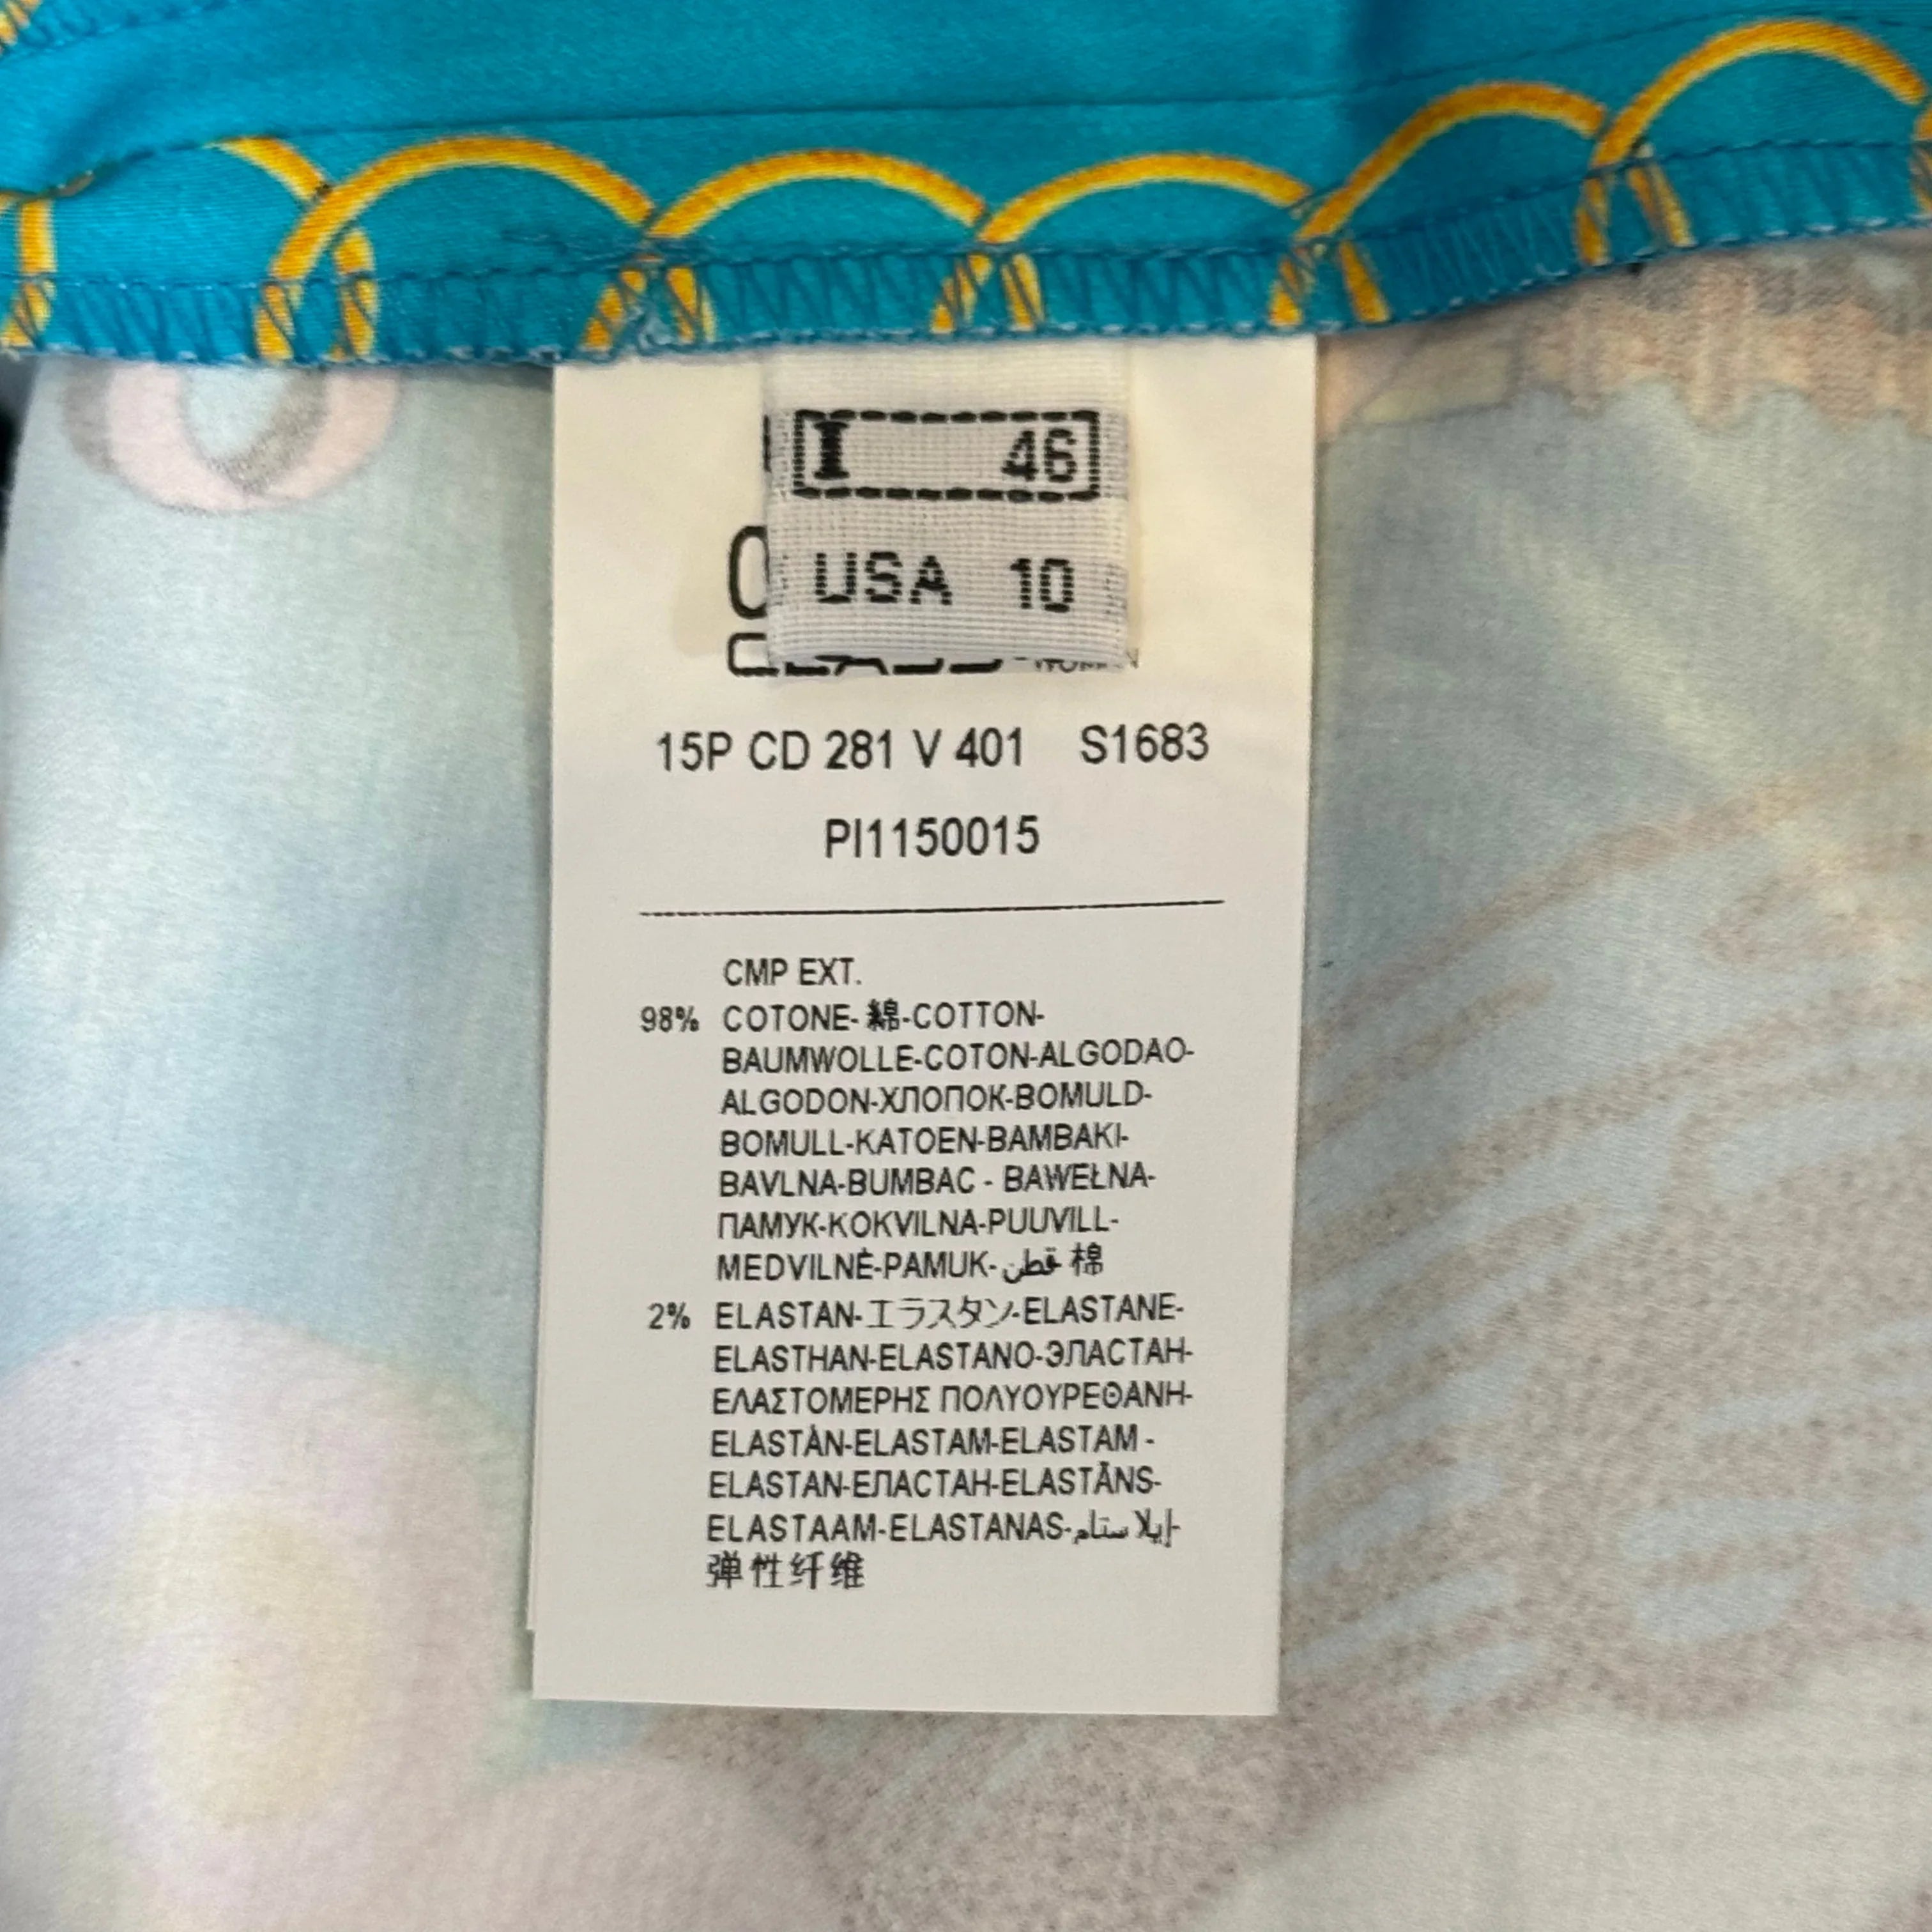 I 46
USA 10
15P CD 281 V 401 S1683
PI1150015
CMP EXT.
98% COTONE- 綿-COTTON-
BAUMWOLLE-COTON-ALGODAO-
ALGODON-ХЛОПОК-BOMULD-
BOMULL-KATOEN-BAMBAKI-
BAVLNA-BUMBAC - BAWEŁNA-
ПАМУК-KOKVILNA-PUUVILL-
MEDVILNĖ-PAMUK-قطن 棉
2% ELASTAN-エラスタン-ELASTANE-
ELASTHAN-ELASTANO-ЭЛАСТАН-
ΕΛΑΣΤΟΜΕΡΗΣ ΠΟΛΥΟΥΡΕΘΑΝΗ-
ELASTÀN-ELASTAM-ELASTAM -
ELASTAN-ЕЛАСТАН-ELASTĀNS-
ELASTAAM-ELASTANAS-إيلاستام-
弹性纤维